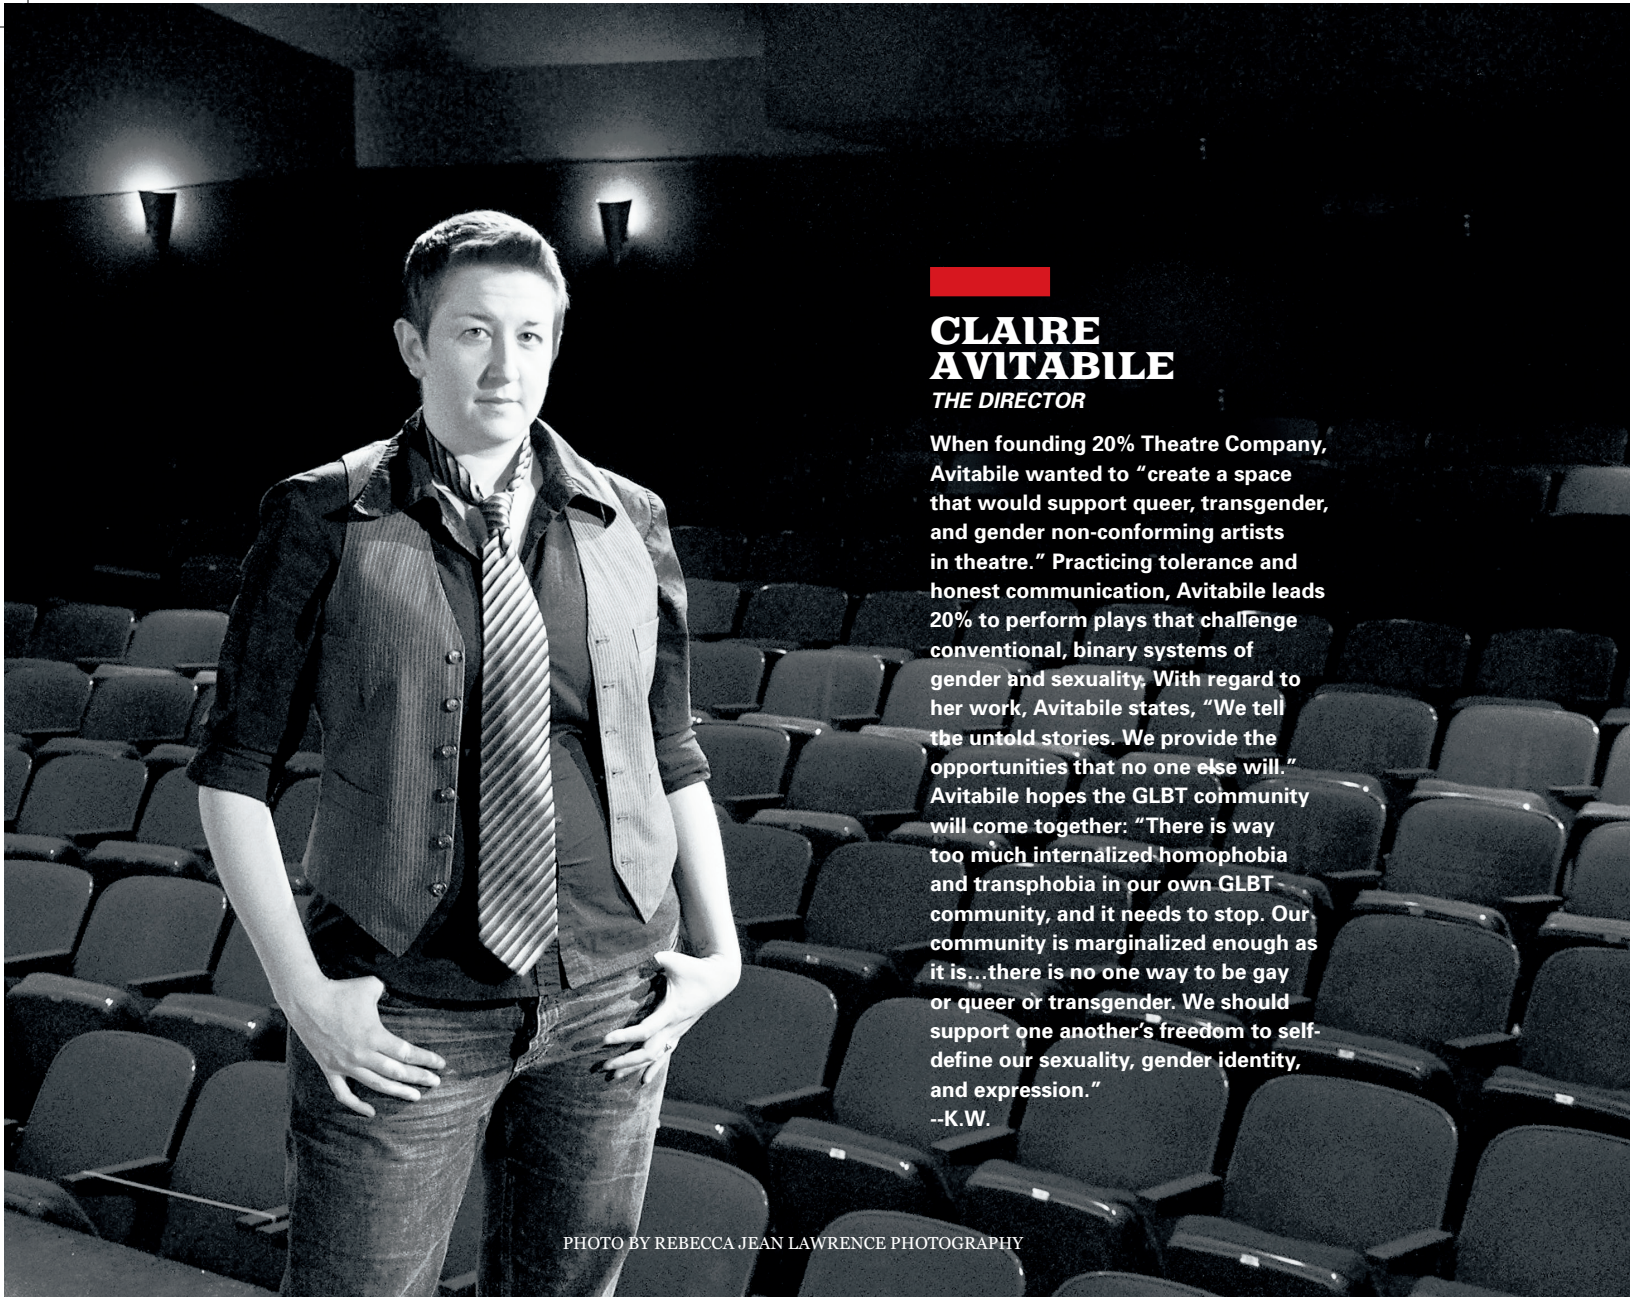 CLAIRE
AVITABILE
THE DIRECTOR
When founding 20% Theatre Company,
Avitabile wanted to “create a space
that would support queer, transgender,
and gender non-conforming artists
in theatre.” Practicing tolerance and
honest communication, Avitabile leads
20% to perform plays that challenge
conventional, binary systems of
gender and sexuality. With regard to
her work, Avitabile states, “We tell
the untold stories. We provide the
opportunities that no one else will.”
Avitabile hopes the GLBT community
will come together: “There is way
too much internalized homophobia
and transphobia in our own GLBT
community, and it needs to stop. Our
community is marginalized enough as
it is…there is no one way to be gay
or queer or transgender. We should
support one another’s freedom to self-
define our sexuality, gender identity,
and expression.”
--K.W.
PHOTO BY REBECCA JEAN LAWRENCE PHOTOGRAPHY